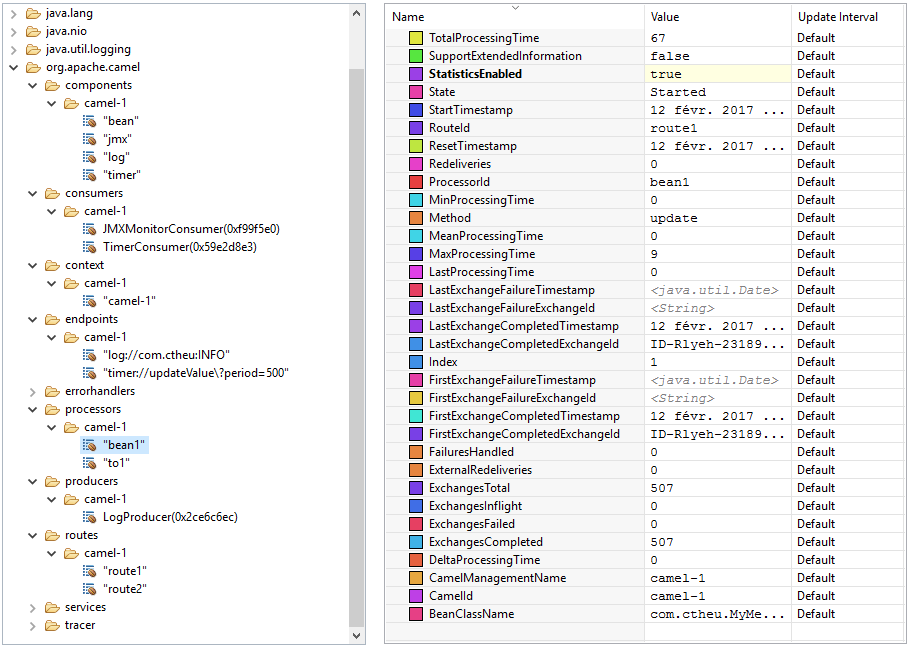 java.lang
java.nio
java.util.logging
org.apache.camel
components
camel-1
"bean"
"jmx"
"log"
"timer"
consumers
camel-1
JMXMonitorConsumer(0xf99f5e0)
TimerConsumer(0x59e2d8e3)
context
camel-1
"camel-1"
endpoints
camel-1
"log://com.ctheu:INFO"
"timer://updateValue\?period=500"
errorhandlers
processors
camel-1
"bean1"
"to1"
producers
camel-1
LogProducer(0x2ce6c6ec)
routes
camel-1
"route1"
"route2"
services
tracer
Name Value Update Interval
TotalProcessingTime 67 Default
SupportExtendedInformation false Default
StatisticsEnabled true Default
State Started Default
StartTimestamp 12 févr. 2017 ... Default
RouteId route1 Default
ResetTimestamp 12 févr. 2017 ... Default
Redeliveries 0 Default
ProcessorId bean1 Default
MinProcessingTime 0 Default
Method update Default
MeanProcessingTime 0 Default
MaxProcessingTime 9 Default
LastProcessingTime 0 Default
LastExchangeFailureTimestamp <java.util.Date> Default
LastExchangeFailureExchangeId <String> Default
LastExchangeCompletedTimestamp 12 févr. 2017 ... Default
LastExchangeCompletedExchangeId ID-Rlyeh-23189... Default
Index 1 Default
FirstExchangeFailureTimestamp <java.util.Date> Default
FirstExchangeFailureExchangeId <String> Default
FirstExchangeCompletedTimestamp 12 févr. 2017 ... Default
FirstExchangeCompletedExchangeId ID-Rlyeh-23189... Default
FailuresHandled 0 Default
ExternalRedeliveries 0 Default
ExchangesTotal 507 Default
ExchangesInflight 0 Default
ExchangesFailed 0 Default
ExchangesCompleted 507 Default
DeltaProcessingTime 0 Default
CamelManagementName camel-1 Default
CamelId camel-1 Default
BeanClassName com.ctheu.MyMe... Default